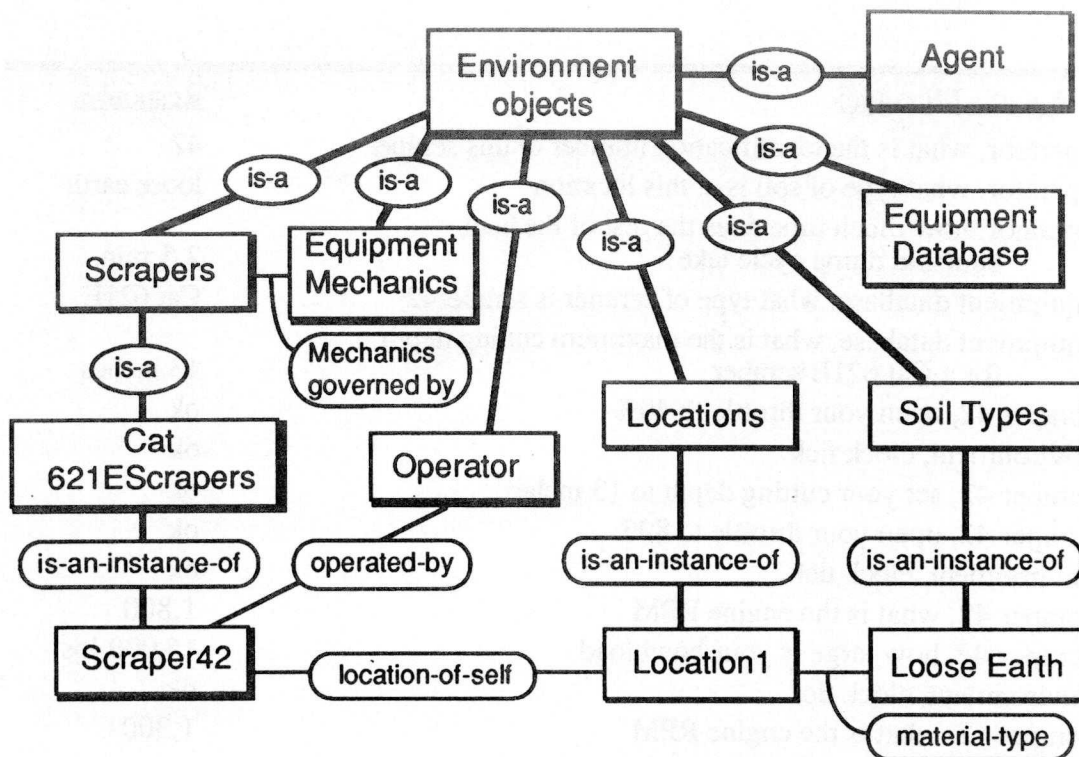 Environment
objects
Agent
is-a
is-a
is-a
is-a
is-a
is-a
is-a
Scrapers
Equipment
Mechanics
Equipment
Database
Mechanics
governed by
is-a
Cat
621EScrapers
Operator
Locations
Soil Types
is-an-instance-of
operated-by
is-an-instance-of
is-an-instance-of
Scraper42
location-of-self
Location1
Loose Earth
material-type